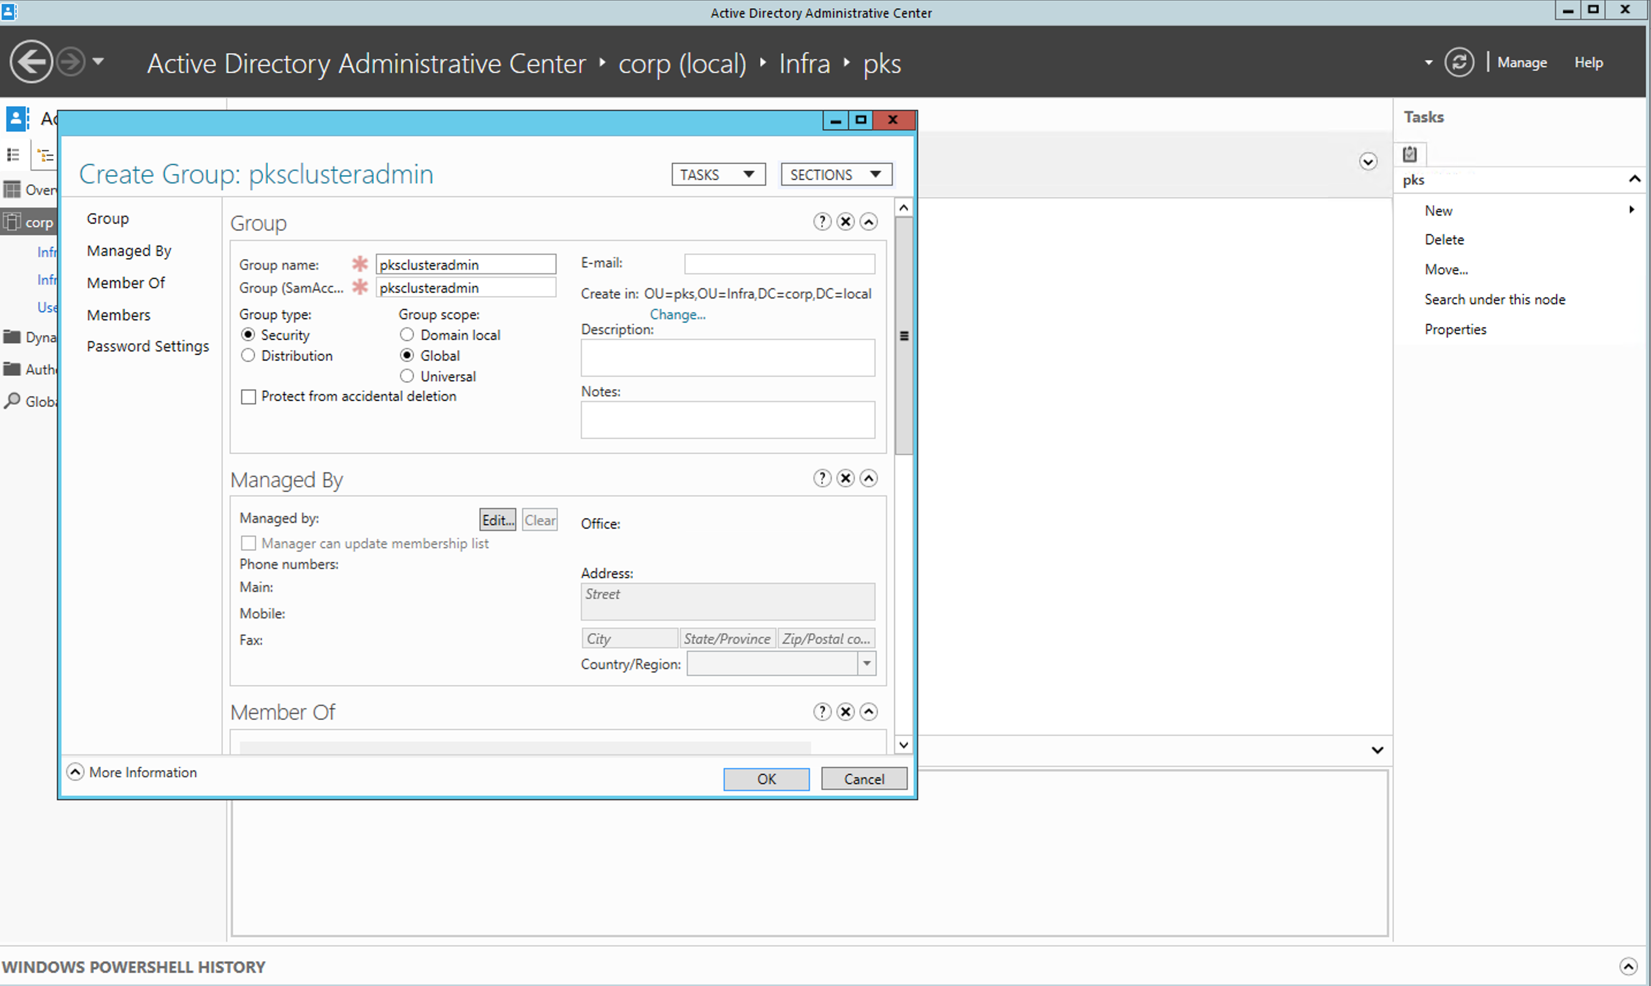 Active Directory Administrative Center
Active Directory Administrative Center ‣ corp (local) ‣ Infra ‣ pks
Manage
Help
Create Group: pksclusteradmin
TASKS
SECTIONS
Over
corp
Infr
Infr
Use
Dyna
Auth
Globa
Group
Managed By
Member Of
Members
Password Settings
Group
Group name:
pksclusteradmin
Group (SamAcc...
pksclusteradmin
Group type:
Security
Distribution
Group scope:
Domain local
Global
Universal
Protect from accidental deletion
E-mail:
Create in: OU=pks,OU=Infra,DC=corp,DC=local
Change...
Description:
Notes:
Managed By
Managed by:
Edit...
Clear
Manager can update membership list
Phone numbers:
Main:
Mobile:
Fax:
Office:
Address:
Street
City
State/Province
Zip/Postal co...
Country/Region:
Member Of
More Information
OK
Cancel
Tasks
pks
New
Delete
Move...
Search under this node
Properties
WINDOWS POWERSHELL HISTORY